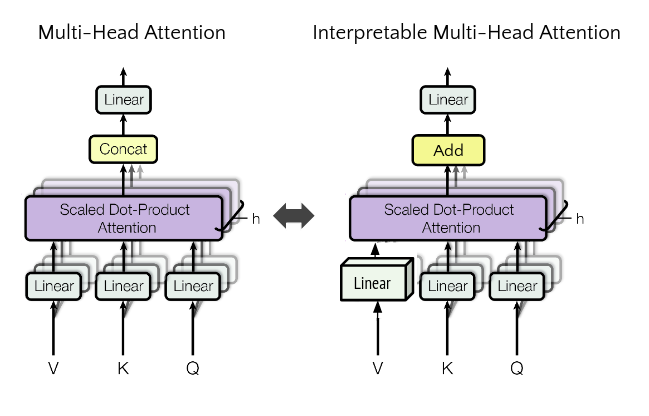 Multi-Head Attention
Linear
Concat
Scaled Dot-Product
Attention
h
Linear
Linear
Linear
V
K
Q
Interpretable Multi-Head Attention
Linear
Add
Scaled Dot-Product
Attention
h
Linear
Linear
Linear
V
K
Q